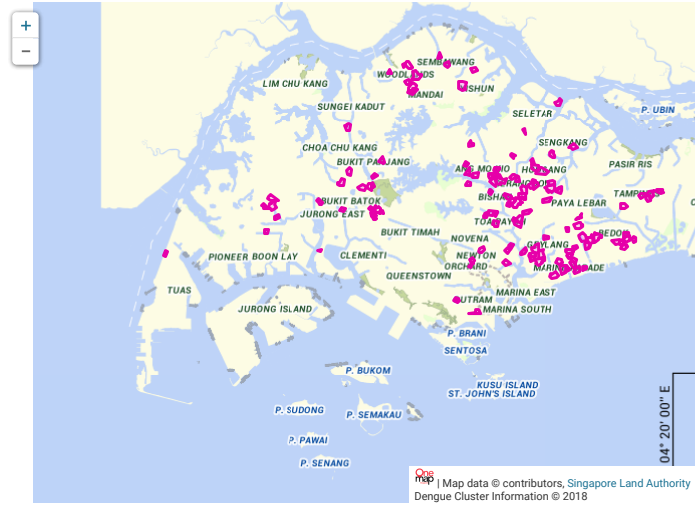 +
−
SEMBAWANG
WOODLANDS
LIM CHU KANG
YISHUN
MANDAI
SUNGEI KADUT
P. UBIN
SELETAR
SENGKANG
CHOA CHU KANG
BUKIT PANJANG
PASIR RIS
ANG MO KIO
HOUGANG
SERANGOON
TAMPINES
BISHAN
BUKIT BATOK
PAYA LEBAR
JURONG EAST
TOA PAYOH
BUKIT TIMAH
BEDOK
NOVENA
GEYLANG
PIONEER
BOON LAY
CLEMENTI
NEWTON
ORCHARD
MARINE PARADE
QUEENSTOWN
TUAS
MARINA EAST
OUTRAM
JURONG ISLAND
MARINA SOUTH
P. BRANI
SENTOSA
P. BUKOM
KUSU ISLAND
ST. JOHN'S ISLAND
P. SUDONG
P. SEMAKAU
P. PAWAI
P. SENANG
04° 20' 00" E
One
map | Map data © contributors, Singapore Land Authority
Dengue Cluster Information © 2018